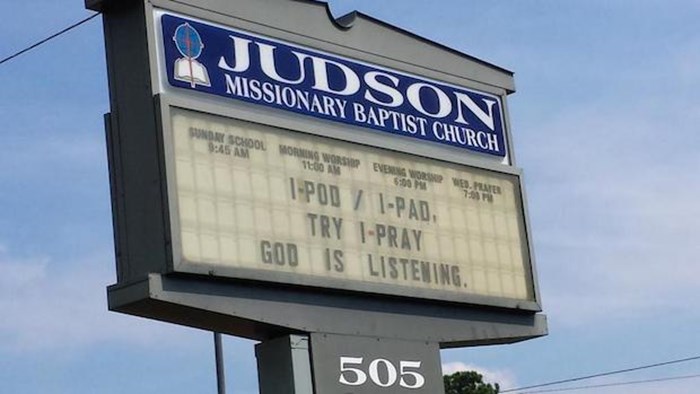 JUDSON
MISSIONARY BAPTIST CHURCH
SUNDAY SCHOOL MORNING WORSHIP EVENING WORSHIP WED. PRAYER
9:45 AM 11:00 AM 6:00 PM 7:00 PM
I-POD / I-PAD,
TRY I-PRAY
GOD IS LISTENING.
505